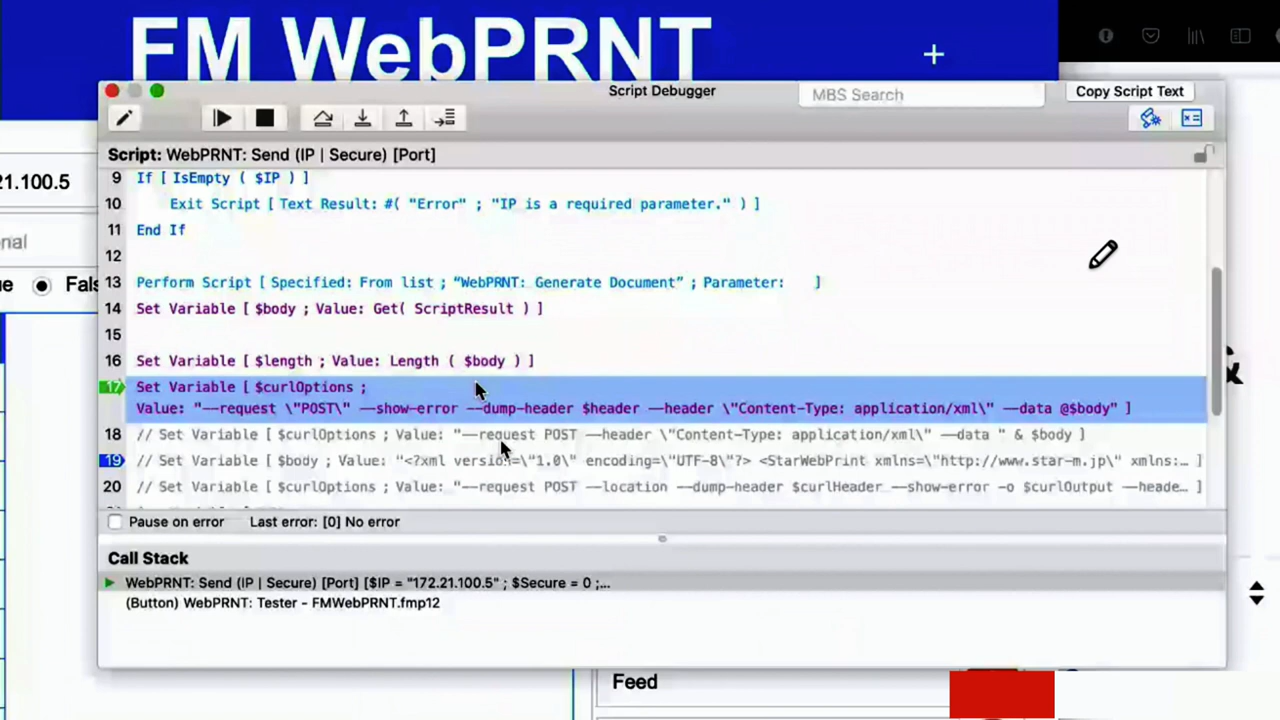 FM WebPRNT
Script Debugger
MBS Search
Copy Script Text
Script: WebPRNT: Send (IP | Secure) [Port]
21.100.5
nal
e
Fals
9 If [ IsEmpty ( $IP ) ]
10 Exit Script [ Text Result: #( "Error" ; "IP is a required parameter." ) ]
11 End If
12
13 Perform Script [ Specified: From list ; “WebPRNT: Generate Document” ; Parameter: ]
14 Set Variable [ $body ; Value: Get( ScriptResult ) ]
15
16 Set Variable [ $length ; Value: Length ( $body ) ]
17 Set Variable [ $curlOptions ;
Value: "--request \"POST\" --show-error --dump-header $header --header \"Content-Type: application/xml\" --data @$body" ]
18 // Set Variable [ $curlOptions ; Value: "--request POST --header \"Content-Type: application/xml\" --data " & $body ]
19 // Set Variable [ $body ; Value: "<?xml version=\"1.0\" encoding=\"UTF-8\"?> <StarWebPrint xmlns=\"http://www.star-m.jp\" xmlns:… ]
20 // Set Variable [ $curlOptions ; Value: "--request POST --location --dump-header $curlHeader --show-error -o $curlOutput --heade… ]
Pause on error Last error: [0] No error
&
Call Stack
WebPRNT: Send (IP | Secure) [Port] [$IP = "172.21.100.5" ; $Secure = 0 ;...
(Button) WebPRNT: Tester - FMWebPRNT.fmp12
Feed